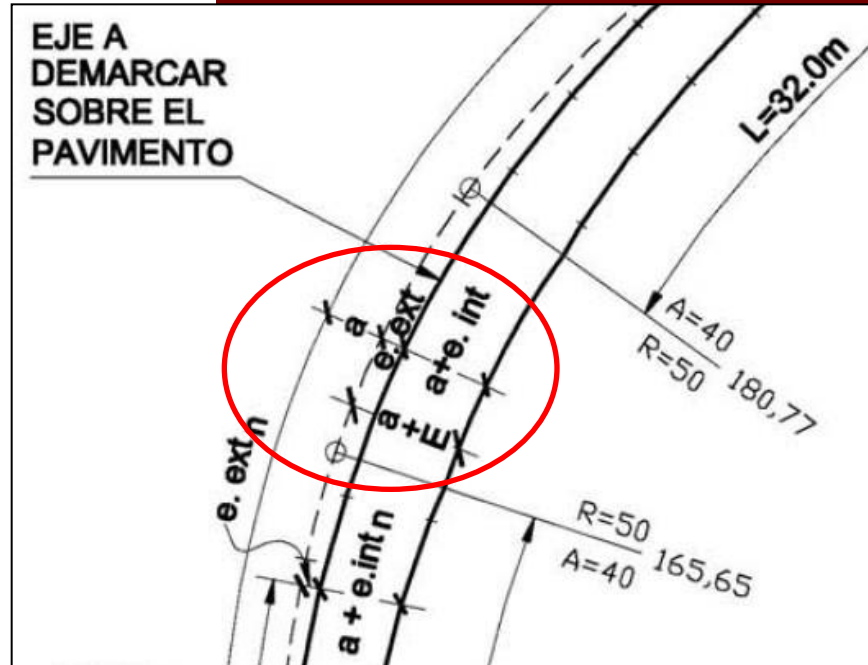 EJE A
DEMARCAR
SOBRE EL
PAVIMENTO
L=32.0m
a
e. ext
a+e. int
A=40
R=50
180,77
a+E
e. ext n
R=50
A=40
165,65
a + e.int n